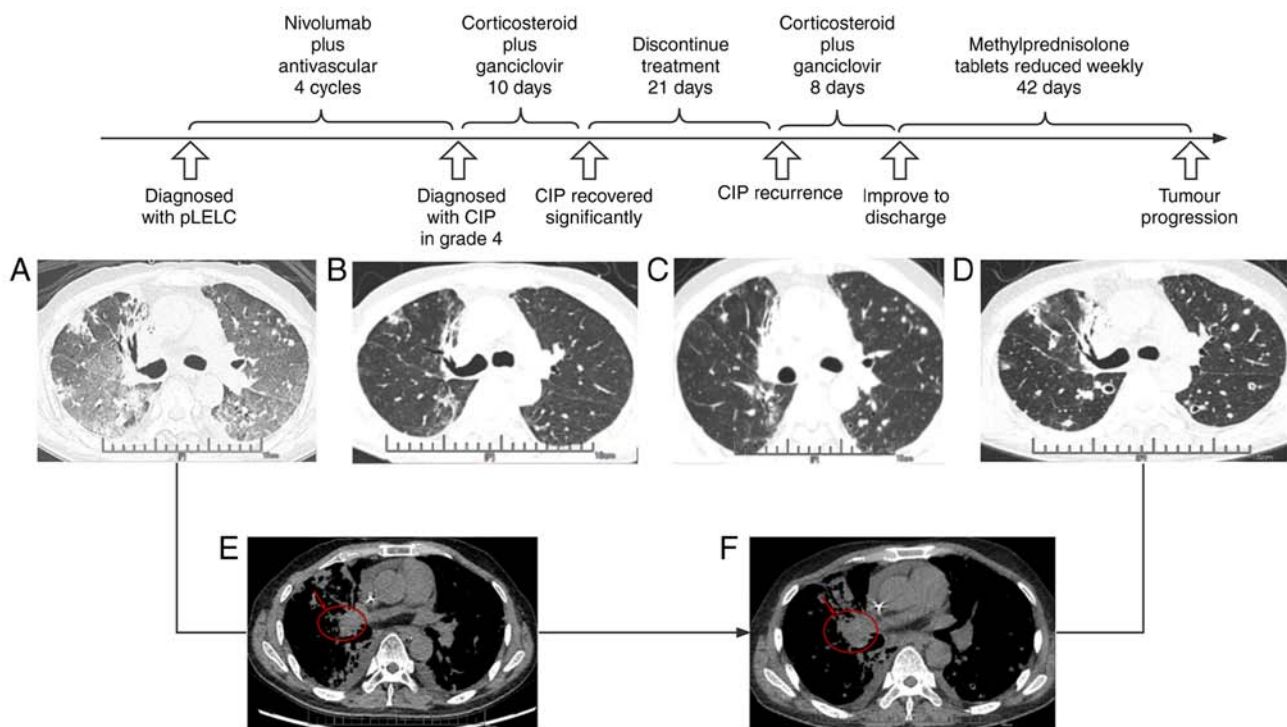 Nivolumab
plus
antivascular
4 cycles
Corticosteroid
plus
ganciclovir
10 days
Discontinue
treatment
21 days
Corticosteroid
plus
ganciclovir
8 days
Methylprednisolone
tablets reduced weekly
42 days
Diagnosed
with pLELC
Diagnosed
with CIP
in grade 4
CIP recovered
significantly
CIP recurrence
Improve to
discharge
Tumour
progression
A
B
C
D
E
F